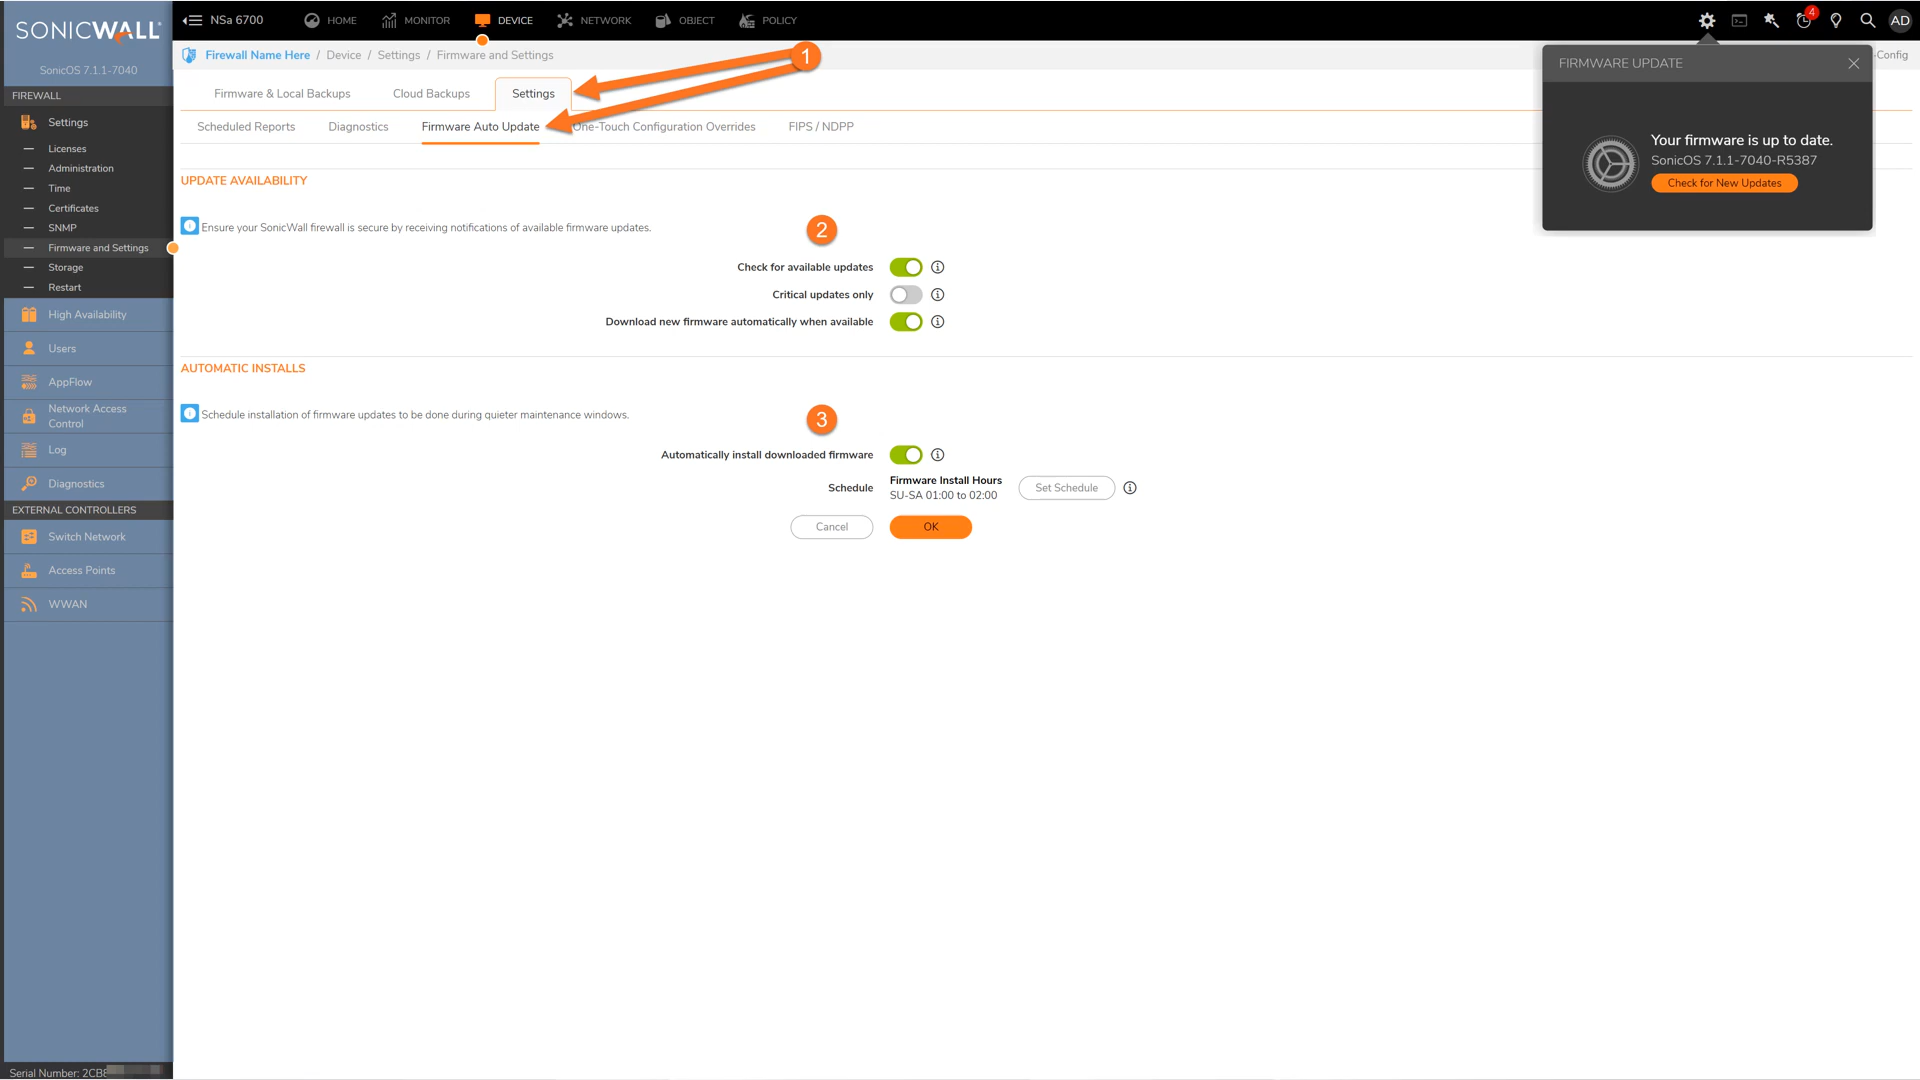 SONICWALL
NSa 6700
HOME
MONITOR
DEVICE
NETWORK
OBJECT
POLICY
4
AD
SonicOS 7.1.1-7040
Firewall Name Here / Device / Settings / Firmware and Settings
1
Config
FIRMWARE UPDATE
Your firmware is up to date.
SonicOS 7.1.1-7040-R5387
Check for New Updates
Firmware & Local Backups
Cloud Backups
Settings
Scheduled Reports
Diagnostics
Firmware Auto Update
One-Touch Configuration Overrides
FIPS / NDPP
FIREWALL
Settings
Licenses
Administration
Time
Certificates
SNMP
Firmware and Settings
Storage
Restart
High Availability
Users
AppFlow
Network Access
Control
Log
Diagnostics
EXTERNAL CONTROLLERS
Switch Network
Access Points
WWAN
Serial Number: 2CB8
UPDATE AVAILABILITY
Ensure your SonicWall firewall is secure by receiving notifications of available firmware updates.
2
Check for available updates
Critical updates only
Download new firmware automatically when available
AUTOMATIC INSTALLS
Schedule installation of firmware updates to be done during quieter maintenance windows.
3
Automatically install downloaded firmware
Schedule
Firmware Install Hours
SU-SA 01:00 to 02:00
Set Schedule
Cancel
OK